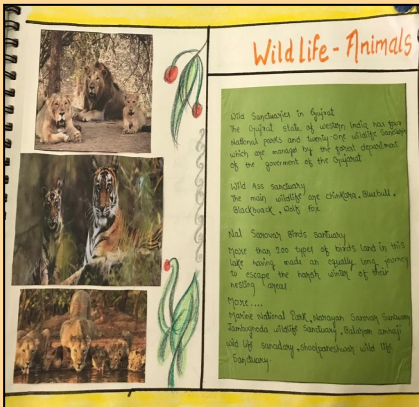 Wild life - Animals
Wild Sanctuaries in Gujrat
The Gujrat state of western India has four
National parks and twenty-one wildlife Sanctuaries
which are manage by the forest department
of the goverment of the Gujarat
Wild Ass sanctuary
The main wildlife are chinkara, Bluebull,
Blackbuck, Wolf, Fox
Nal Sarovar Birds Santuary
More than 200 types of birds land in this
lake having made an equally long journey
to escape the harsh winter of their
nesting areas
More....
Marine National Park, Narayan Sarovar Santuary
Jambughoda wildlife Sanctuary, Balaram ambaji
wild life sanctuary, shoolpaneshwar wild life
Sanctuary.